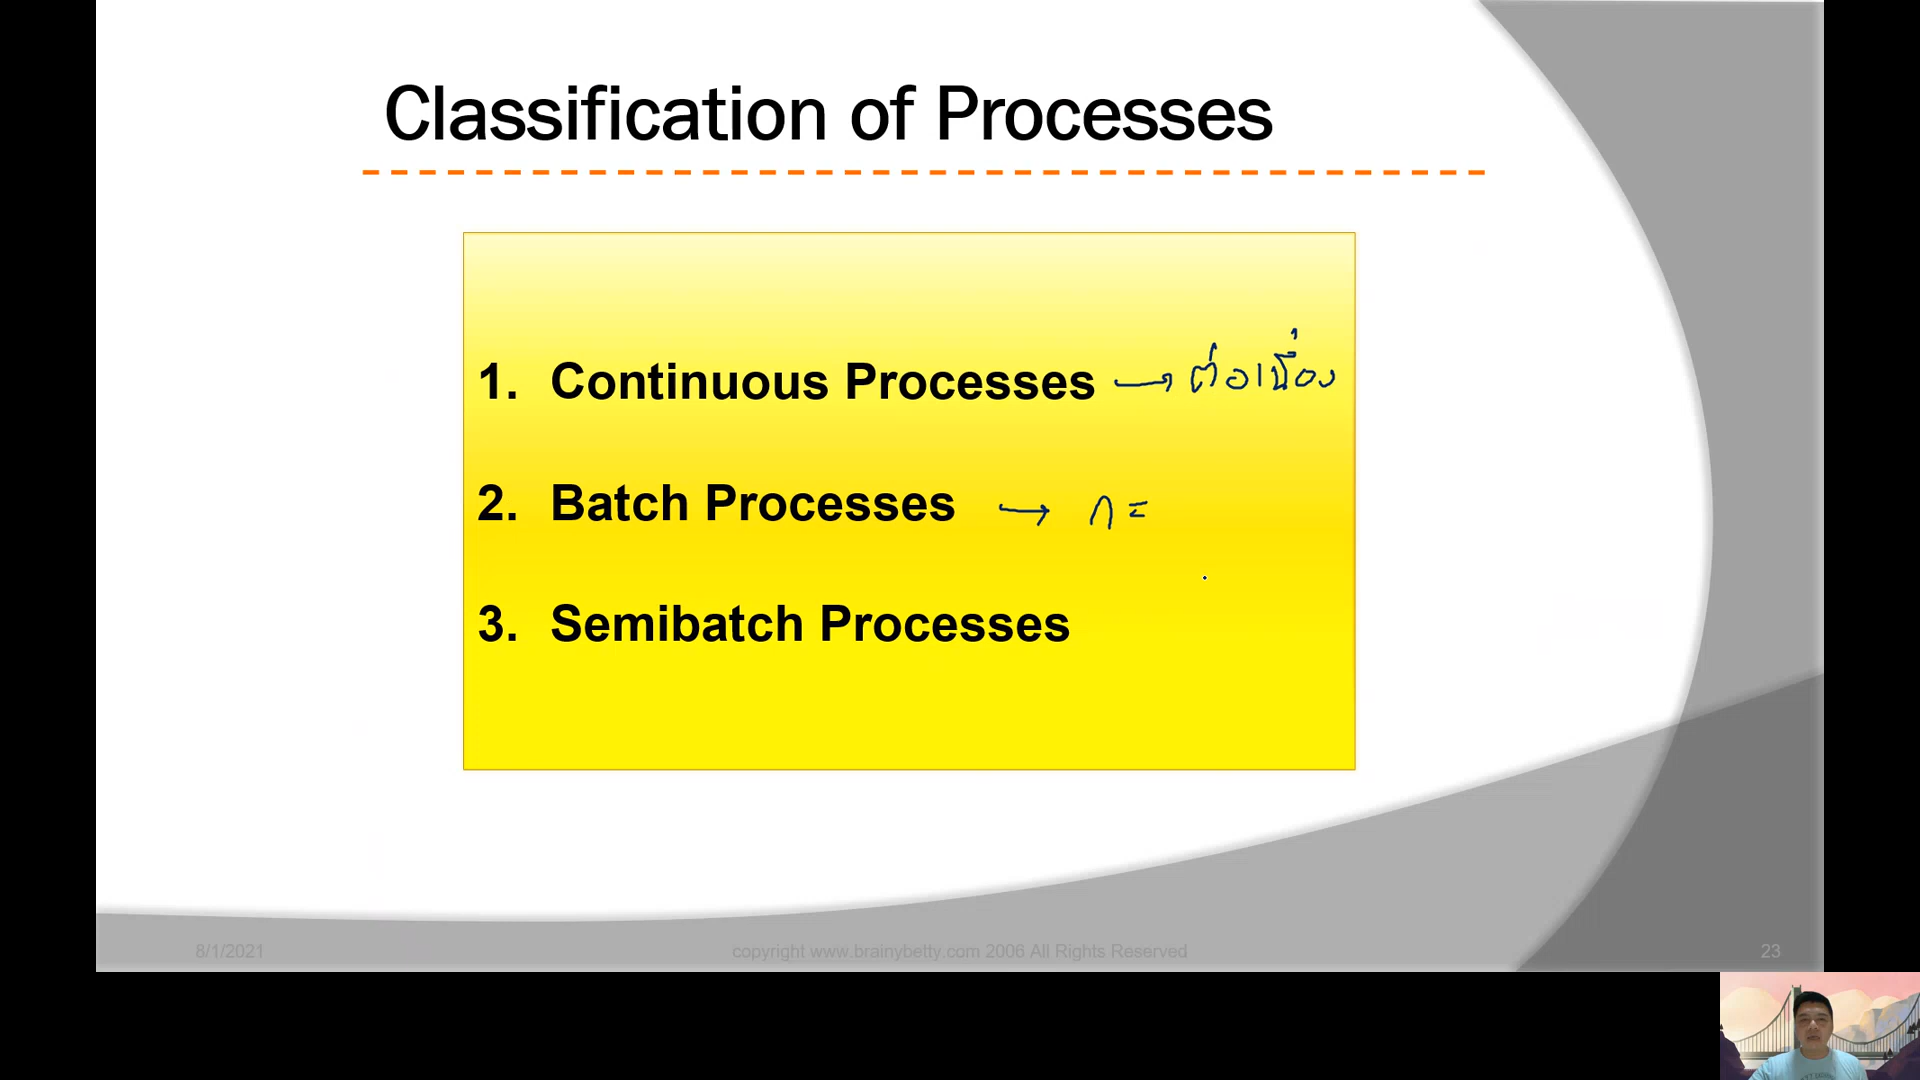 Classification of Processes
1. Continuous Processes → ต่อเนื่อง
2. Batch Processes → กะ
3. Semibatch Processes
8/1/2021 copyright www.brainybetty.com 2006 All Rights Reserved 23